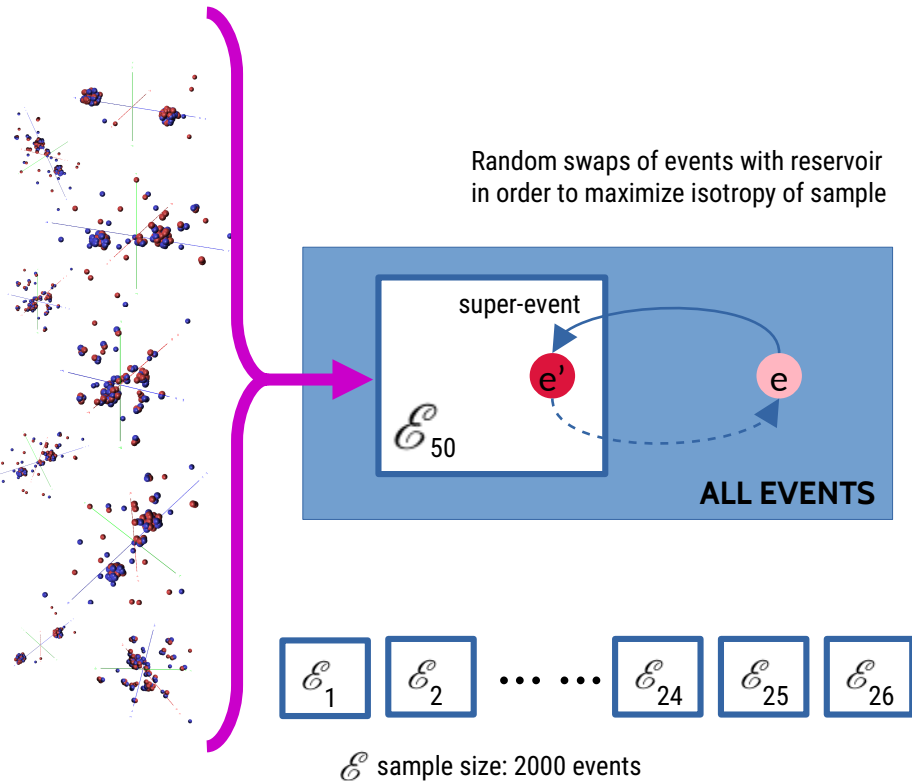 Random swaps of events with reservoir
in order to maximize isotropy of sample
super-event
e’ e
ℰ50
ALL EVENTS
ℰ1 ℰ2 ... ... ℰ24 ℰ25 ℰ26
ℰ sample size: 2000 events